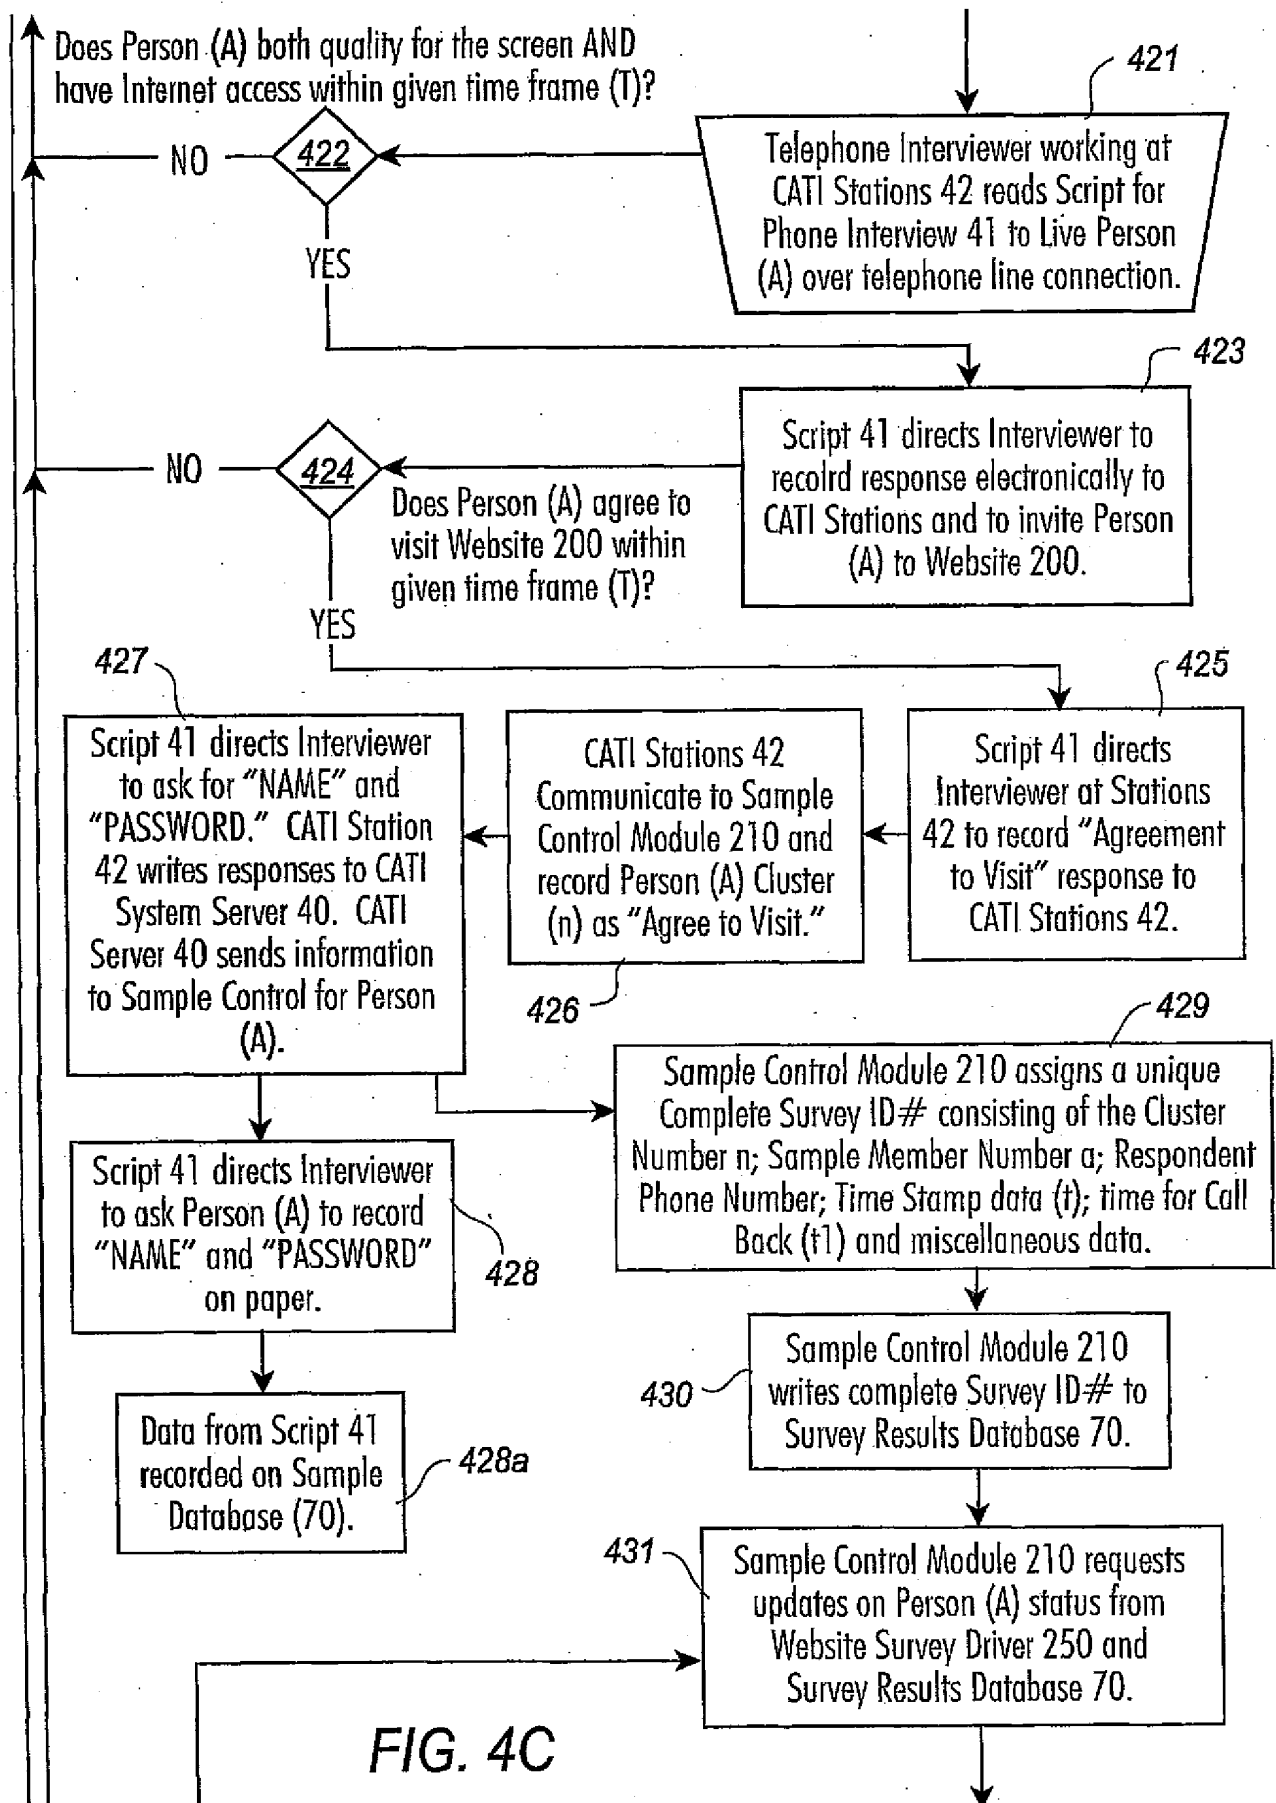 Does Person (A) both quality for the screen AND
have Internet access within given time frame (T)?
421
422
NO
YES
Telephone Interviewer working at
CATI Stations 42 reads Script for
Phone Interview 41 to Live Person
(A) over telephone line connection.
423
Script 41 directs Interviewer to
recolrd response electronically to
CATI Stations and to invite Person
(A) to Website 200.
424
NO
Does Person (A) agree to
visit Website 200 within
given time frame (T)?
YES
427
Script 41 directs Interviewer
to ask for "NAME" and
"PASSWORD." CATI Station
42 writes responses to CATI
System Server 40. CATI
Server 40 sends information
to Sample Control for Person
(A).
CATI Stations 42
Communicate to Sample
Control Module 210 and
record Person (A) Cluster
(n) as "Agree to Visit."
426
425
Script 41 directs
Interviewer at Stations
42 to record "Agreement
to Visit" response to
CATI Stations 42.
429
Sample Control Module 210 assigns a unique
Complete Survey ID# consisting of the Cluster
Number n; Sample Member Number a; Respondent
Phone Number; Time Stamp data (t); time for Call
Back (t1) and miscellaneous data.
Script 41 directs Interviewer
to ask Person (A) to record
"NAME" and "PASSWORD"
on paper.
428
430
Sample Control Module 210
writes complete Survey ID# to
Survey Results Database 70.
Data from Script 41
recorded on Sample
Database (70).
428a
431
Sample Control Module 210 requests
updates on Person (A) status from
Website Survey Driver 250 and
Survey Results Database 70.
FIG. 4C